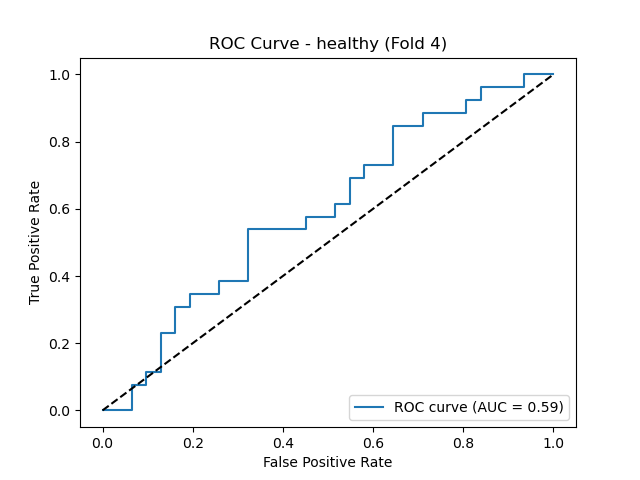 ROC Curve - healthy (Fold 4)
1.0
0.8
0.6
0.4
0.2
0.0
True Positive Rate
ROC curve (AUC = 0.59)
0.0 0.2 0.4 0.6 0.8 1.0
False Positive Rate